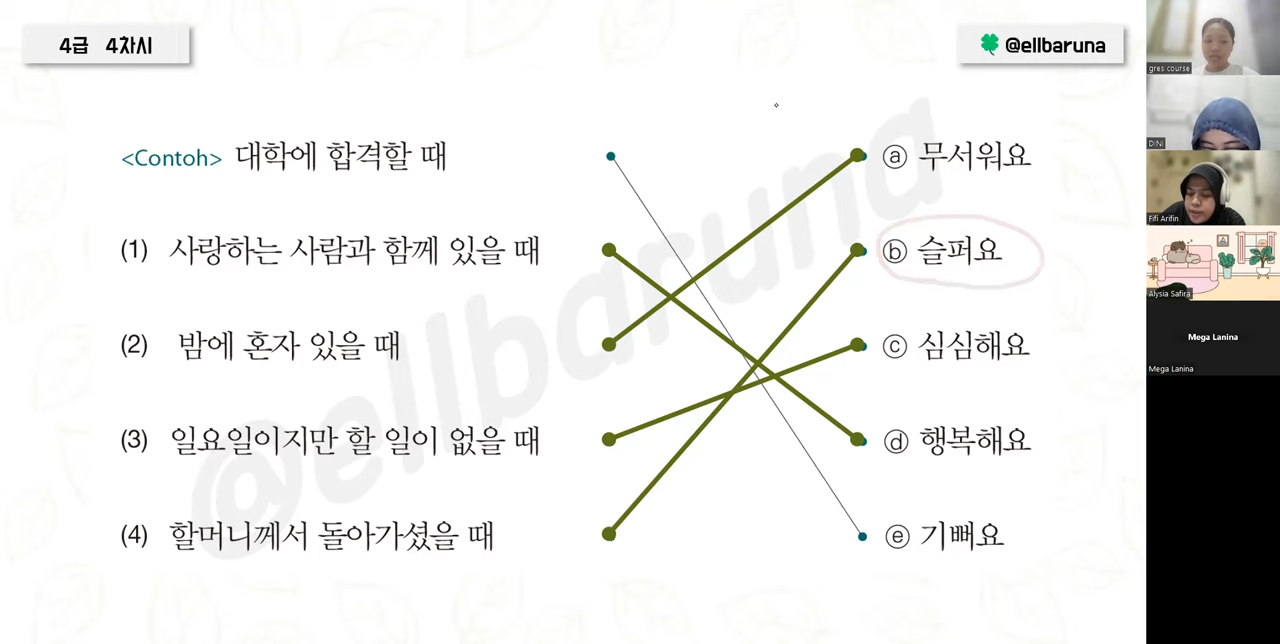 4급 4차시
🍀 @ellbaruna
<Contoh> 대학에 합격할 때
ⓐ 무서워요
(1) 사랑하는 사람과 함께 있을 때
ⓑ 슬퍼요
(2) 밤에 혼자 있을 때
ⓒ 심심해요
(3) 일요일이지만 할 일이 없을 때
ⓓ 행복해요
(4) 할머니께서 돌아가셨을 때
ⓔ 기뻐요
@ellbaruna
gres course
DINI
Fifi Arifin
Alysia Safira
Mega Lanina
Mega Lanina